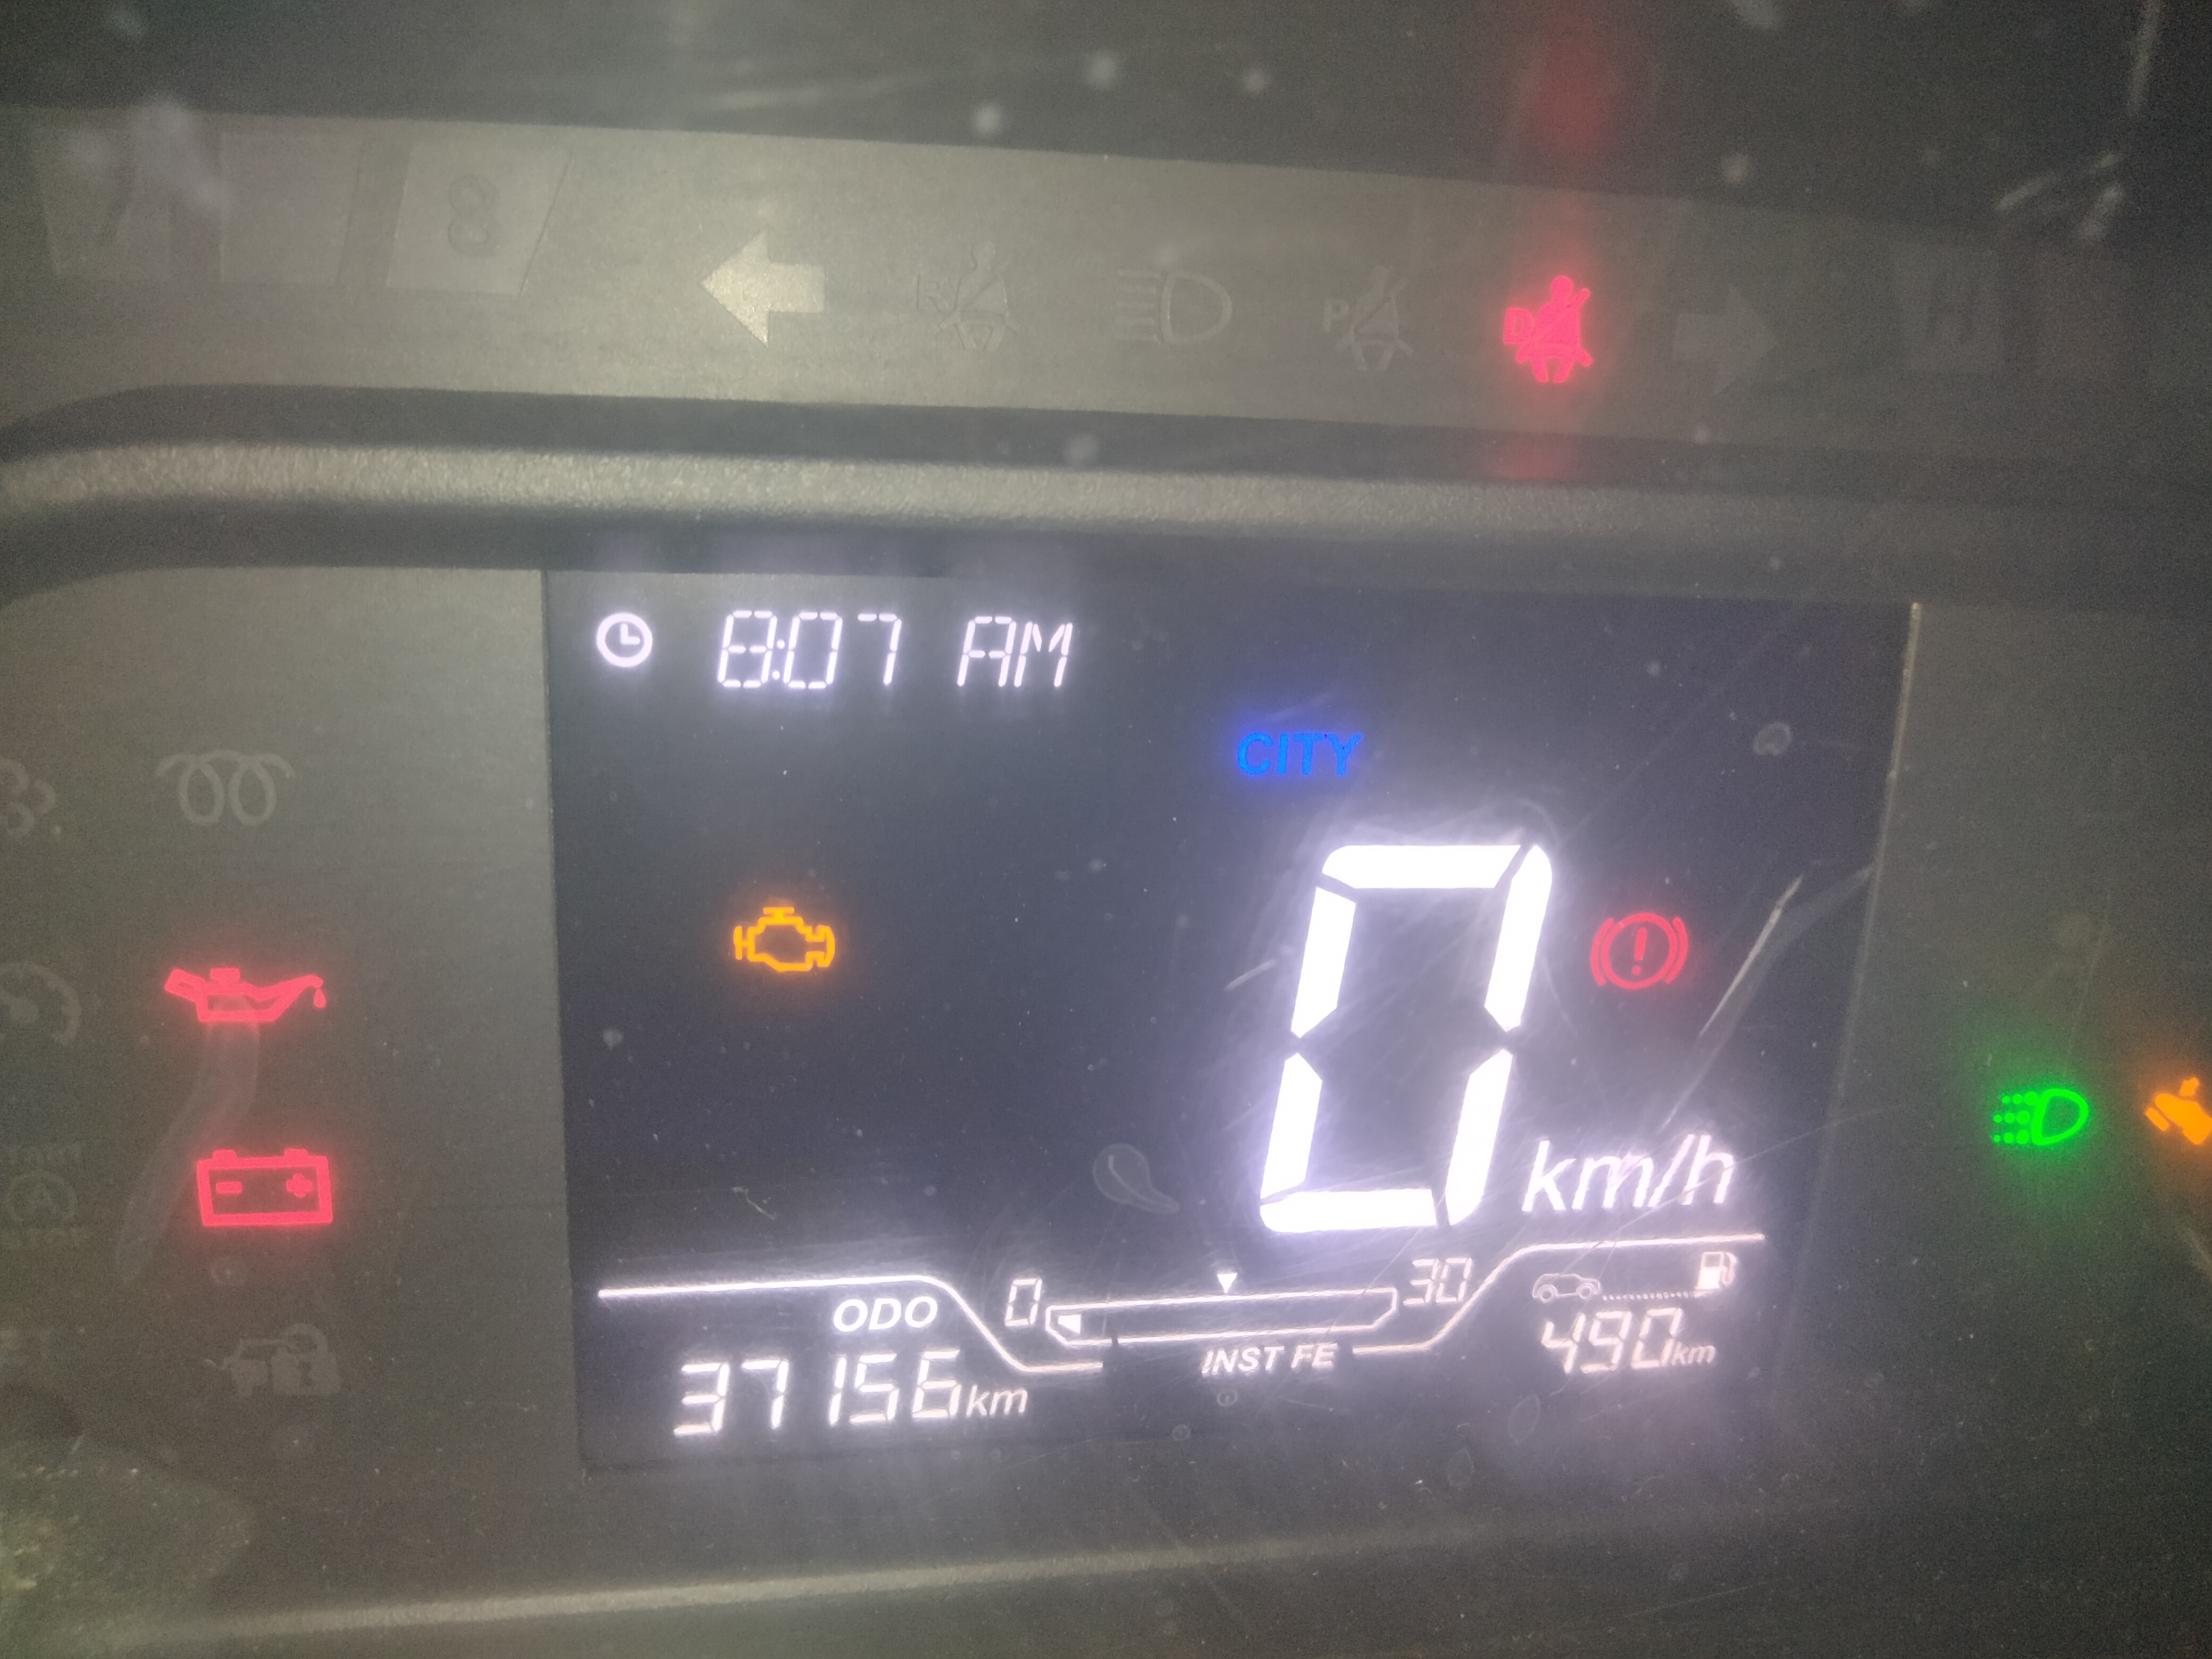 R
P
D
8:07 AM
CITY
0
km/h
ODO
0
30
INST FE
37156km
490km